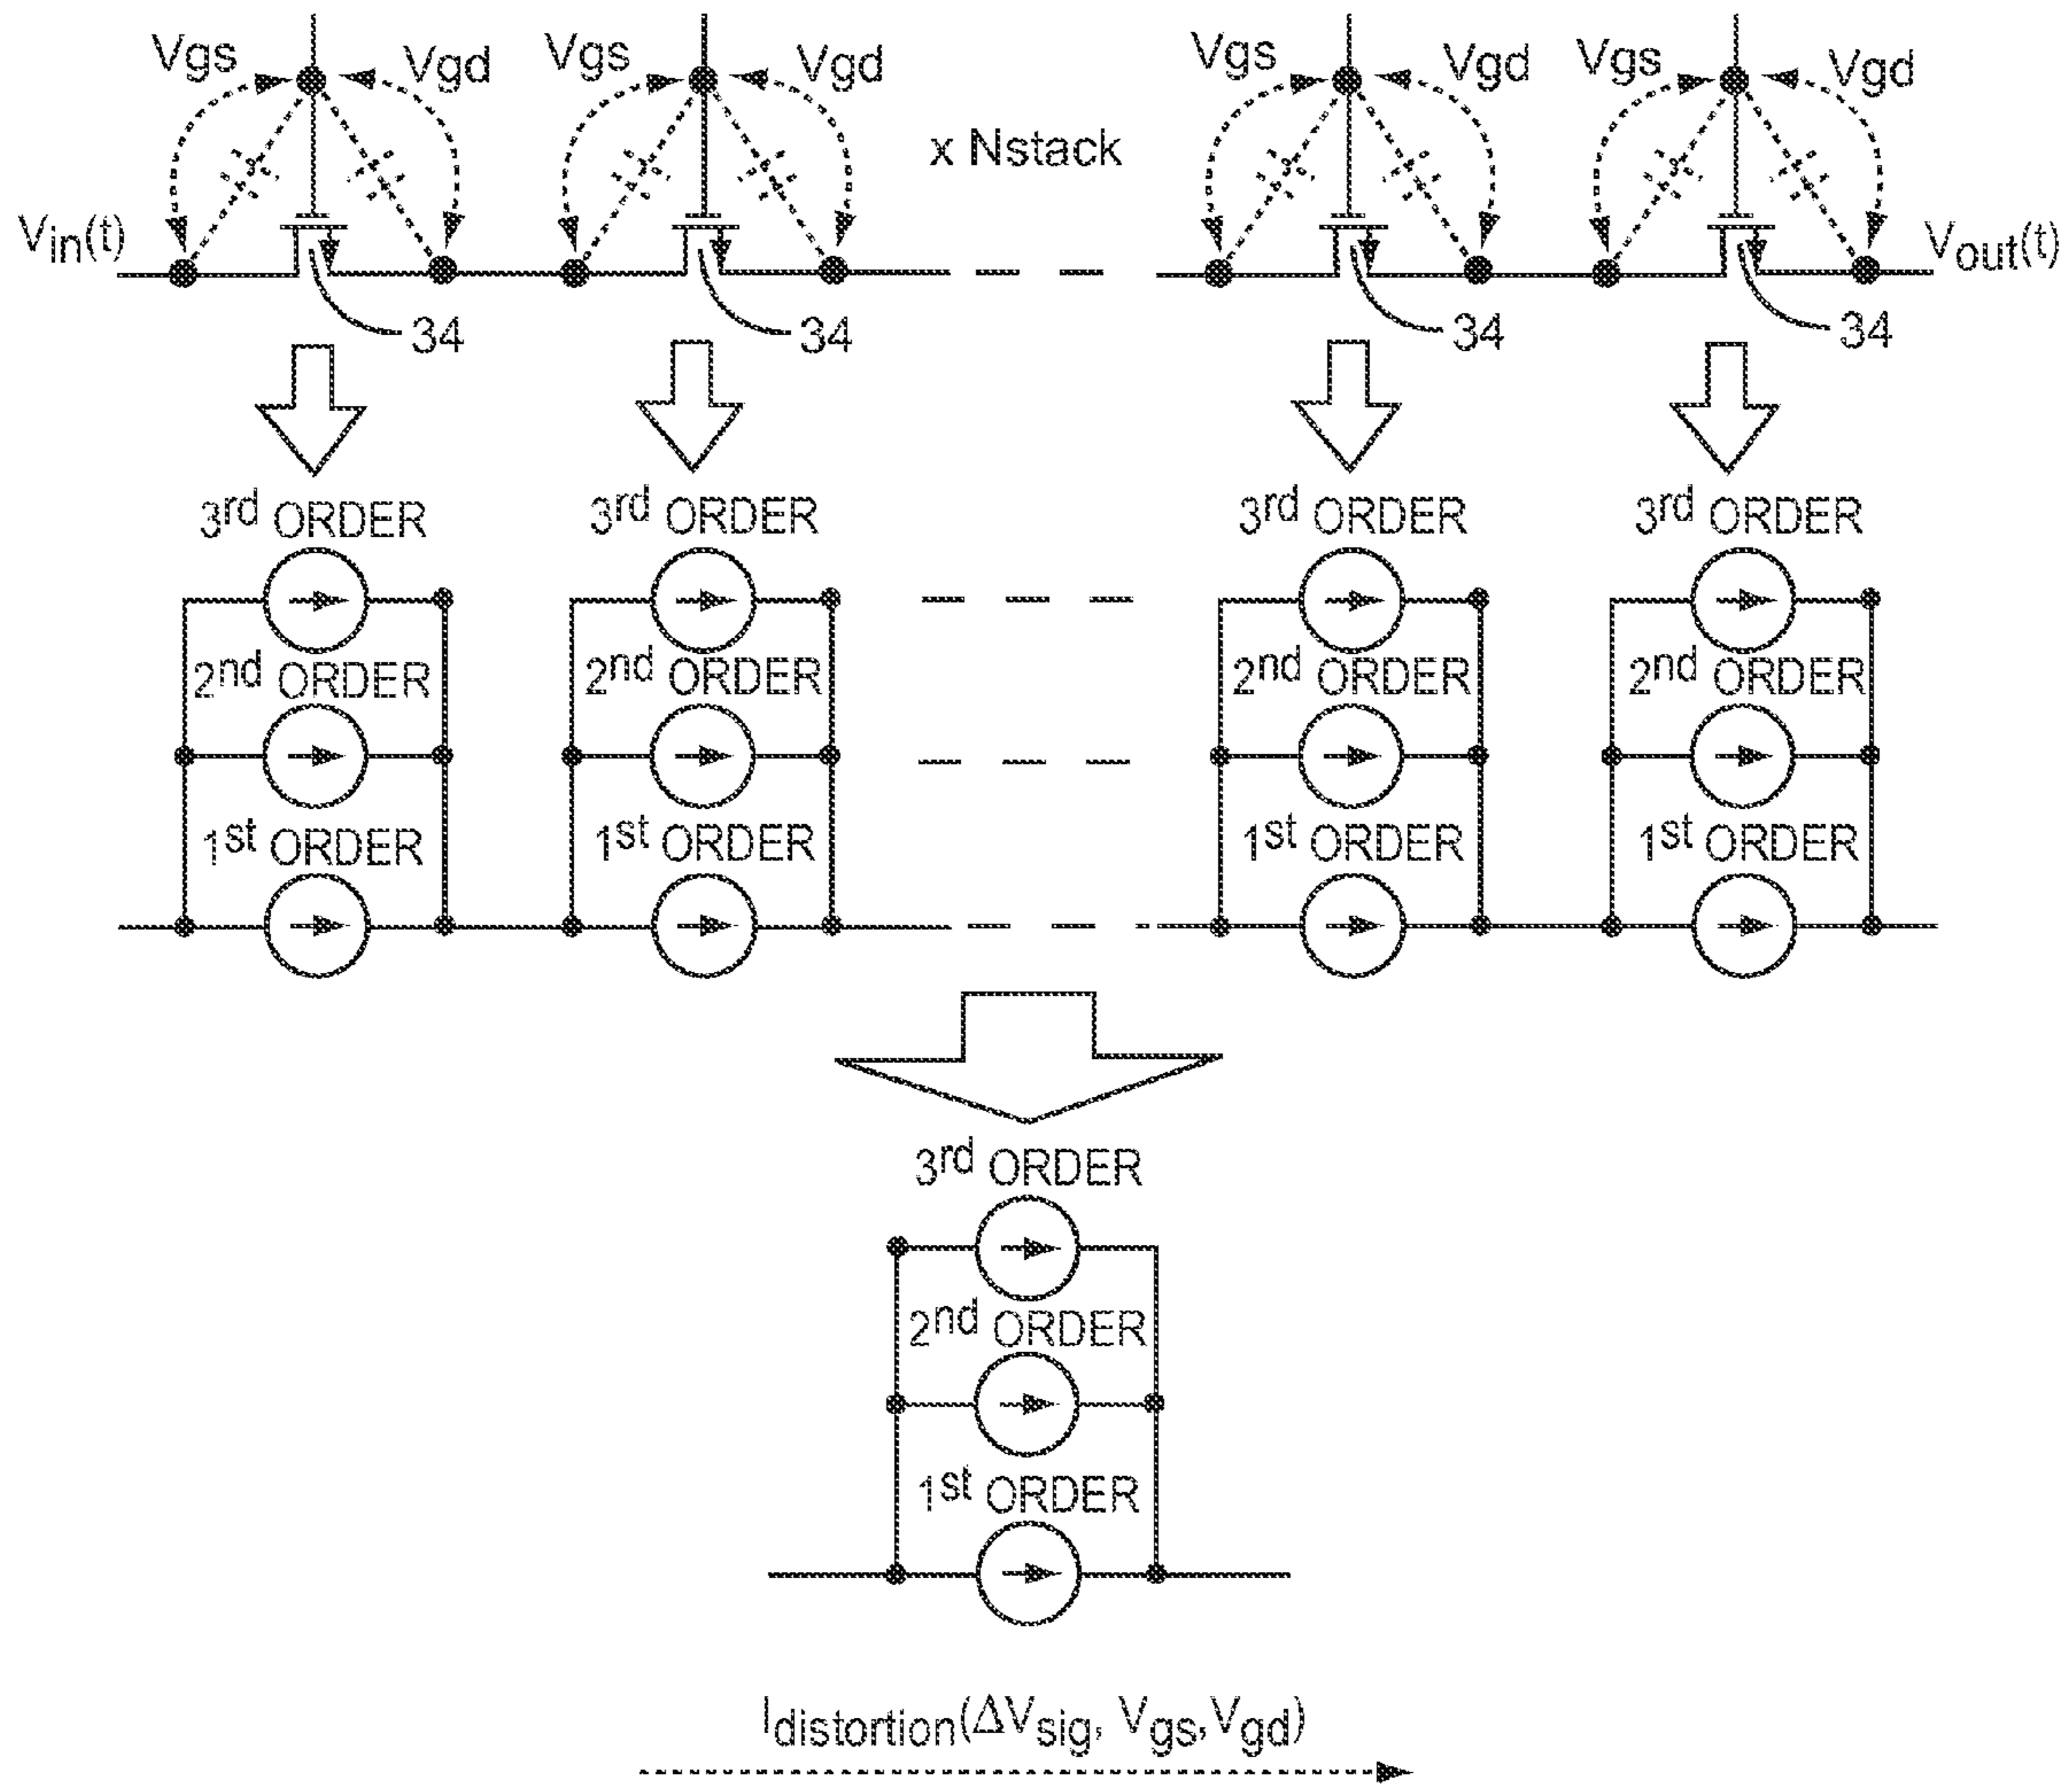 Vgs Vgd Vgs Vgd Vgs Vgd Vgs Vgd
x Nstack
Vin(t) Vout(t)
34 34 34 34
3rd ORDER 3rd ORDER 3rd ORDER 3rd ORDER
2nd ORDER 2nd ORDER 2nd ORDER 2nd ORDER
1st ORDER 1st ORDER 1st ORDER 1st ORDER
3rd ORDER
2nd ORDER
1st ORDER
Idistortion(ΔVsig, Vgs,Vgd)